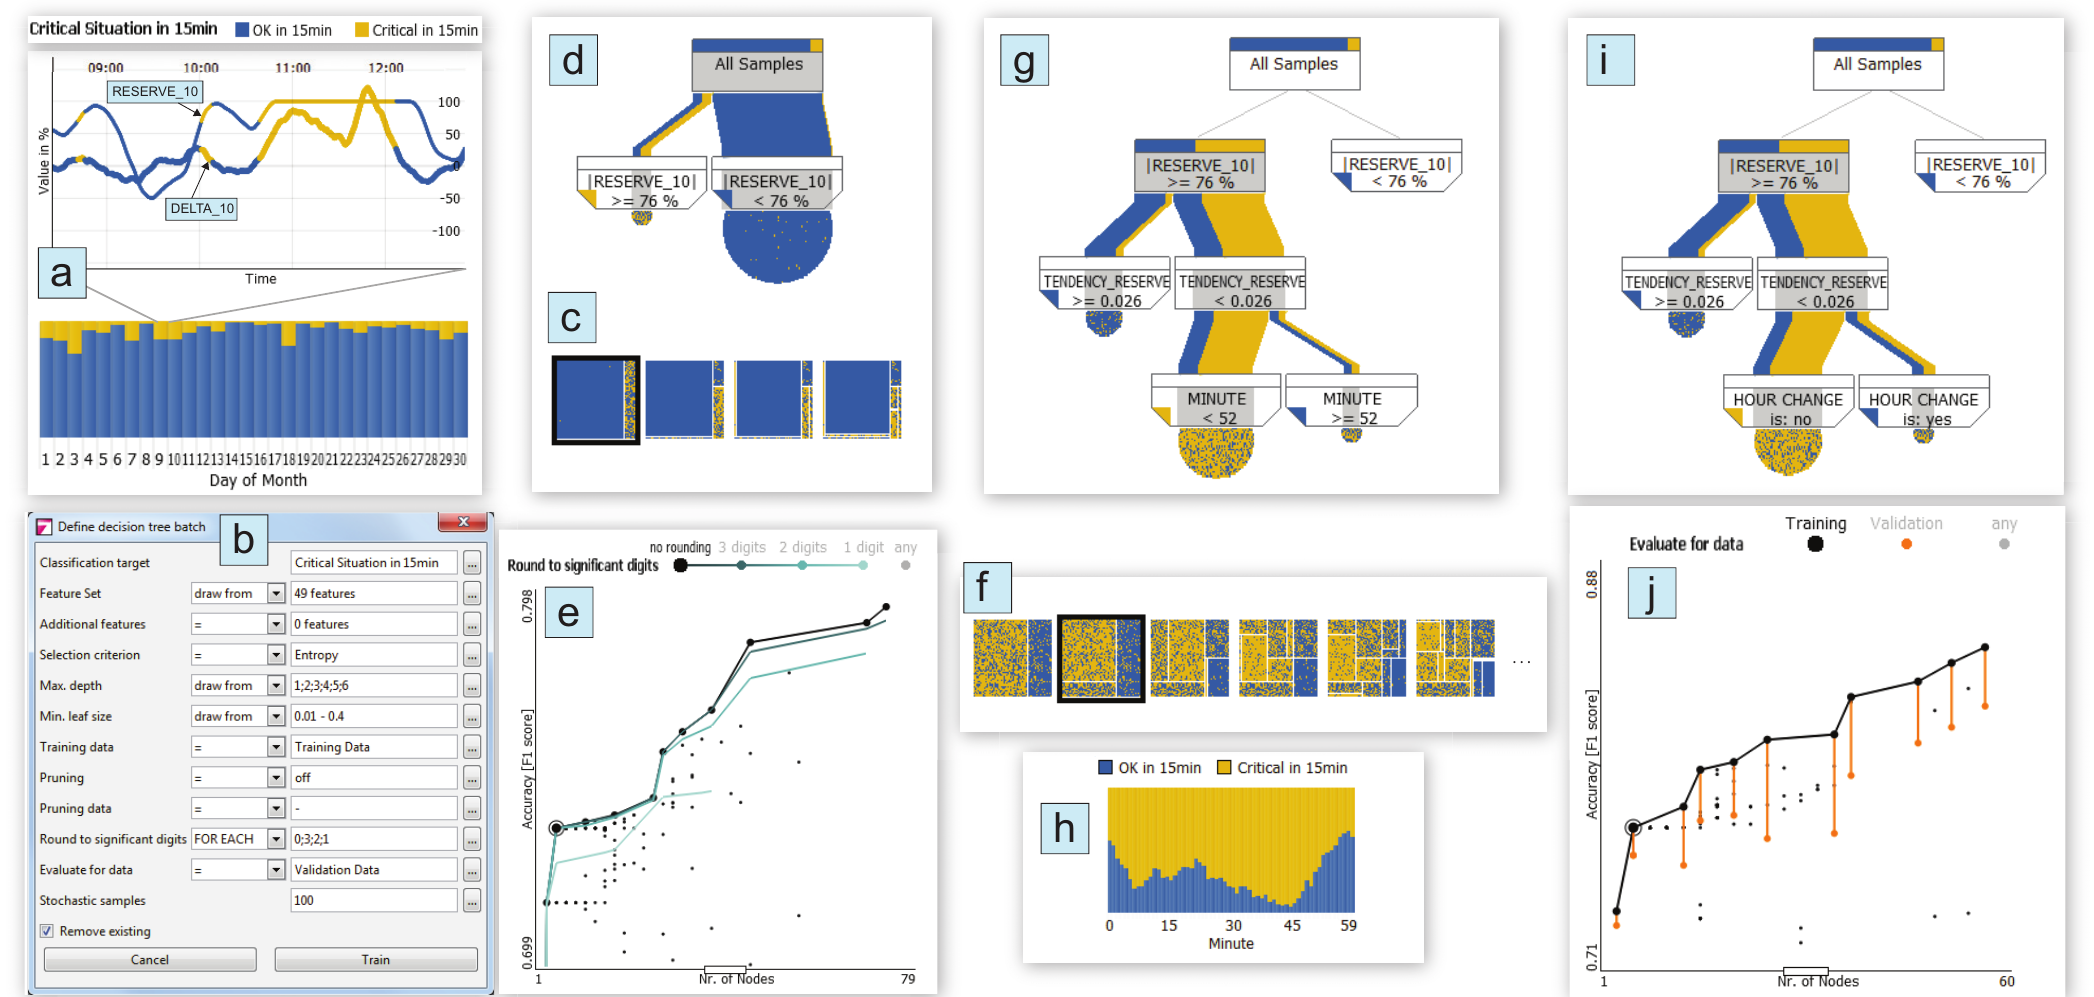 Critical Situation in 15min OK in 15min Critical in 15min
09:00 10:00 11:00 12:00
RESERVE_10
DELTA_10
100
50
0
-50
-100
Value in %
Time
a
1 2 3 4 5 6 7 8 9 10 11 12 13 14 15 16 17 18 19 20 21 22 23 24 25 26 27 28 29 30
Day of Month
Define decision tree batch
b
Classification target Critical Situation in 15min ...
Feature Set draw from 49 features ...
Additional features = 0 features ...
Selection criterion = Entropy ...
Max. depth draw from 1;2;3;4;5;6 ...
Min. leaf size draw from 0.01 - 0.4 ...
Training data = Training Data ...
Pruning = off ...
Pruning data = - ...
Round to significant digits FOR EACH 0;3;2;1 ...
Evaluate for data = Validation Data ...
Stochastic samples 100 ...
Remove existing
Cancel Train
d
All Samples
|RESERVE_10|
>= 76 %
|RESERVE_10|
< 76 %
c
no rounding 3 digits 2 digits 1 digit any
Round to significant digits
e
0.798
Accuracy [F1 score]
0.699
1 Nr. of Nodes 79
g
All Samples
|RESERVE_10|
>= 76 %
|RESERVE_10|
< 76 %
TENDENCY_RESERVE
>= 0.026
TENDENCY_RESERVE
< 0.026
MINUTE
< 52
MINUTE
>= 52
f
...
OK in 15min Critical in 15min
h
0 15 30 45 59
Minute
i
All Samples
|RESERVE_10|
>= 76 %
|RESERVE_10|
< 76 %
TENDENCY_RESERVE
>= 0.026
TENDENCY_RESERVE
< 0.026
HOUR CHANGE
is: no
HOUR CHANGE
is: yes
Training Validation any
Evaluate for data
j
0.88
Accuracy [F1 score]
0.71
1 Nr. of Nodes 60